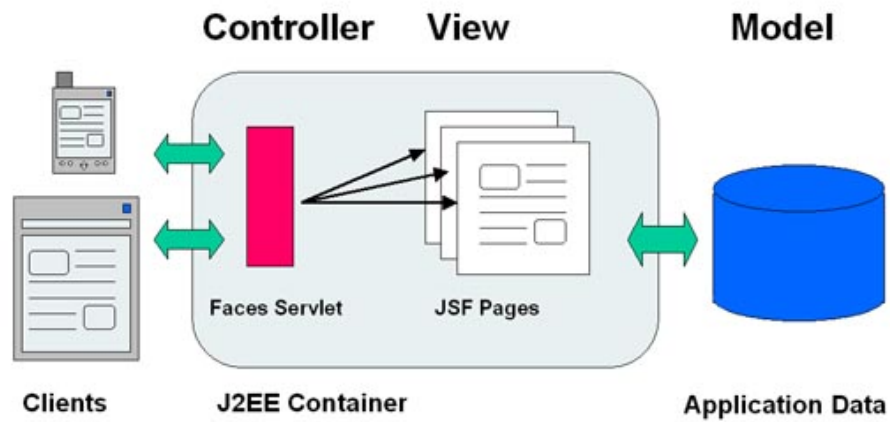 Controller View Model
Faces Servlet JSF Pages
Clients J2EE Container Application Data